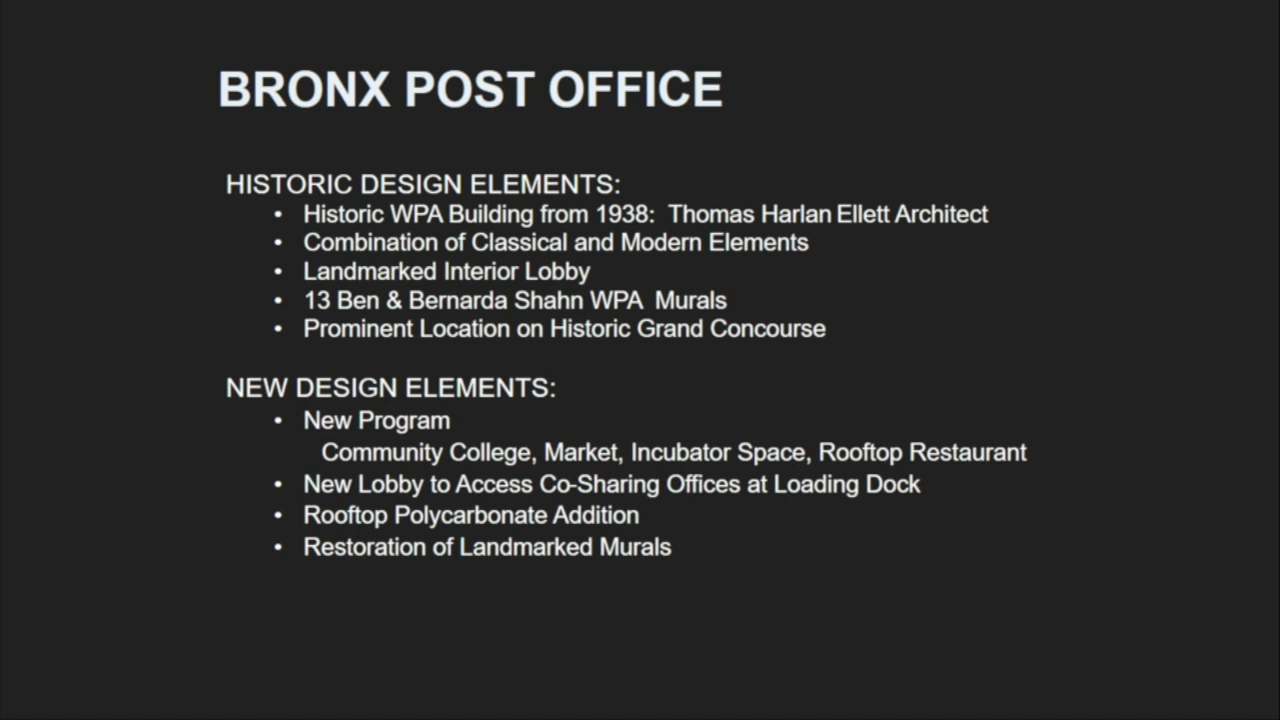 BRONX POST OFFICE
HISTORIC DESIGN ELEMENTS:
• Historic WPA Building from 1938:  Thomas Harlan Ellett Architect
• Combination of Classical and Modern Elements
• Landmarked Interior Lobby
• 13 Ben & Bernarda Shahn WPA  Murals
• Prominent Location on Historic Grand Concourse
NEW DESIGN ELEMENTS:
• New Program
Community College, Market, Incubator Space, Rooftop Restaurant
• New Lobby to Access Co-Sharing Offices at Loading Dock
• Rooftop Polycarbonate Addition
• Restoration of Landmarked Murals